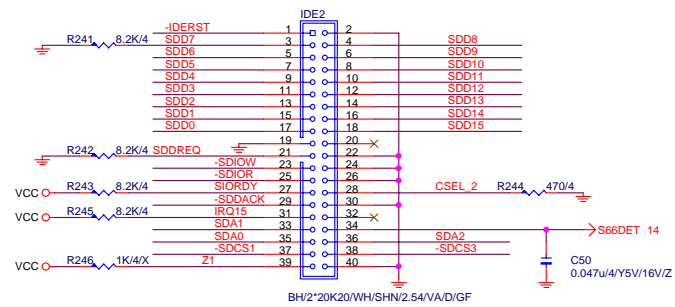 IDE2
-IDERST 1 2
R241 8.2K/4 SDD7 3 4 SDD8
SDD6 5 6 SDD9
SDD5 7 8 SDD10
SDD4 9 10 SDD11
SDD3 11 12 SDD12
SDD2 13 14 SDD13
SDD1 15 16 SDD14
SDD0 17 18 SDD15
19 20
R242 8.2K/4 SDDREQ 21 22
-SDIOW 23 24
-SDIOR 25 26
VCC R243 8.2K/4 SIORDY 27 28 CSEL_2 R244 470/4
-SDDACK 29 30
VCC R245 8.2K/4 IRQ15 31 32
SDA1 33 34 S66DET 14
SDA0 35 36 SDA2
-SDCS1 37 38 -SDCS3
VCC R246 1K/4/X Z1 39 40
C50
0.047u/4/Y5V/16V/Z
BH/2*20K20/WH/SHN/2.54/VA/D/GF